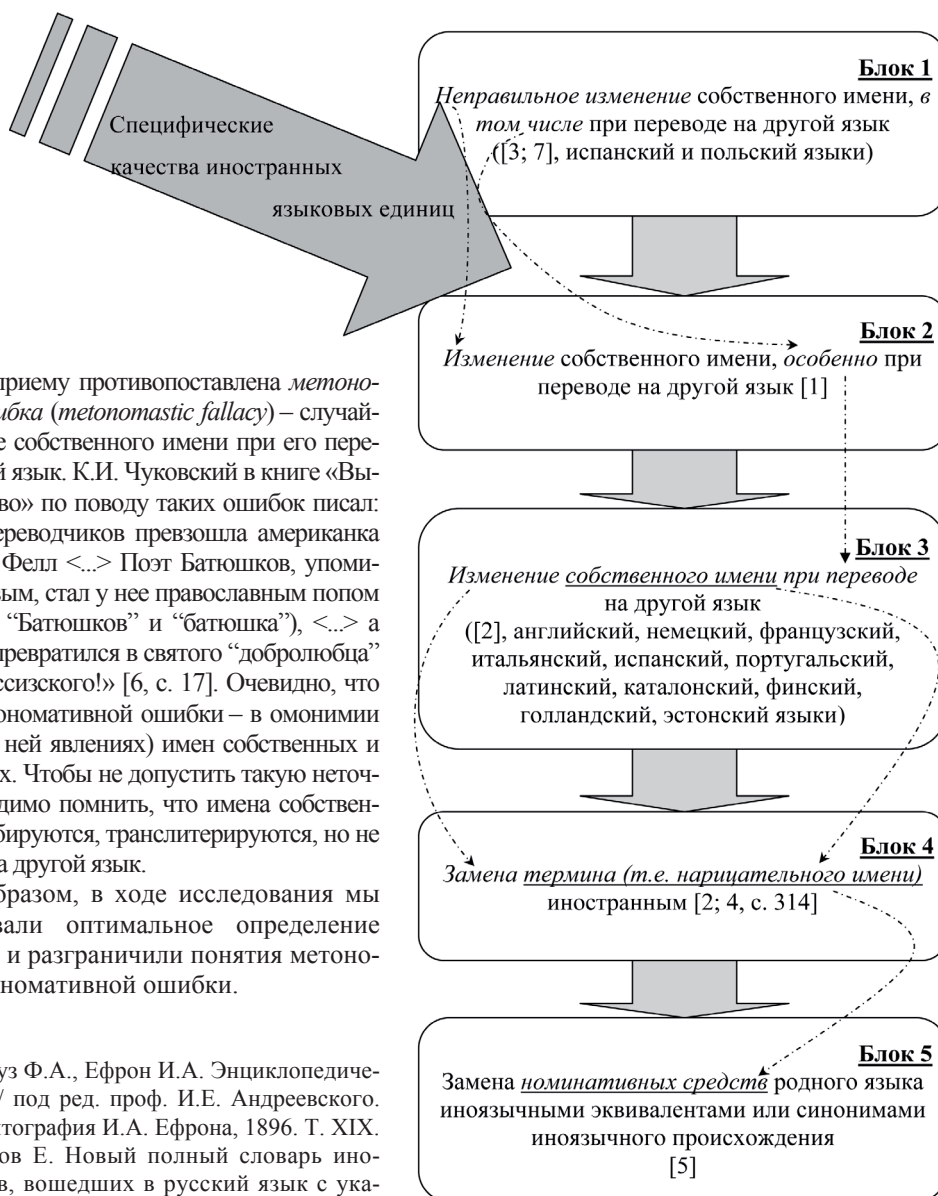 Специфические
качества иностранных
языковых единиц
Блок 1
Неправильное изменение собственного имени, в
том числе при переводе на другой язык
([3; 7], испанский и польский языки)
Блок 2
Изменение собственного имени, особенно при
переводе на другой язык [1]
Блок 3
Изменение собственного имени при переводе
на другой язык
([2], английский, немецкий, французский,
итальянский, испанский, португальский,
латинский, каталонский, финский,
голландский, эстонский языки)
Блок 4
Замена термина (т.е. нарицательного имени)
иностранным [2; 4, с. 314]
Блок 5
Замена номинативных средств родного языка
иноязычными эквивалентами или синонимами
иноязычного происхождения
[5]
приему противопоставлена метоно-
ибка (metonomastic fallacy) – случай-
е собственного имени при его пере-
й язык. К.И. Чуковский в книге «Вы-
во» по поводу таких ошибок писал:
ереводчиков превзошла американка
Фелл <...> Поэт Батюшков, упоми-
вым, стал у нее православным попом
“Батюшков” и “батюшка”), <...> а
превратился в святого “добролюбца”
ссизского!» [6, с. 17]. Очевидно, что
ономативной ошибки – в омонимии
ней явлениях) имен собственных и
х. Чтобы не допустить такую неточ-
димо помнить, что имена собствен-
бируются, транслитерируются, но не
а другой язык.
бразом, в ходе исследования мы
вали оптимальное определение
и разграничили понятия метоно-
номативной ошибки.
уз Ф.А., Ефрон И.А. Энциклопедиче-
/ под ред. проф. И.Е. Андреевского.
итография И.А. Ефрона, 1896. Т. XIX.
ов Е. Новый полный словарь ино-
в, вошедших в русский язык с ука-